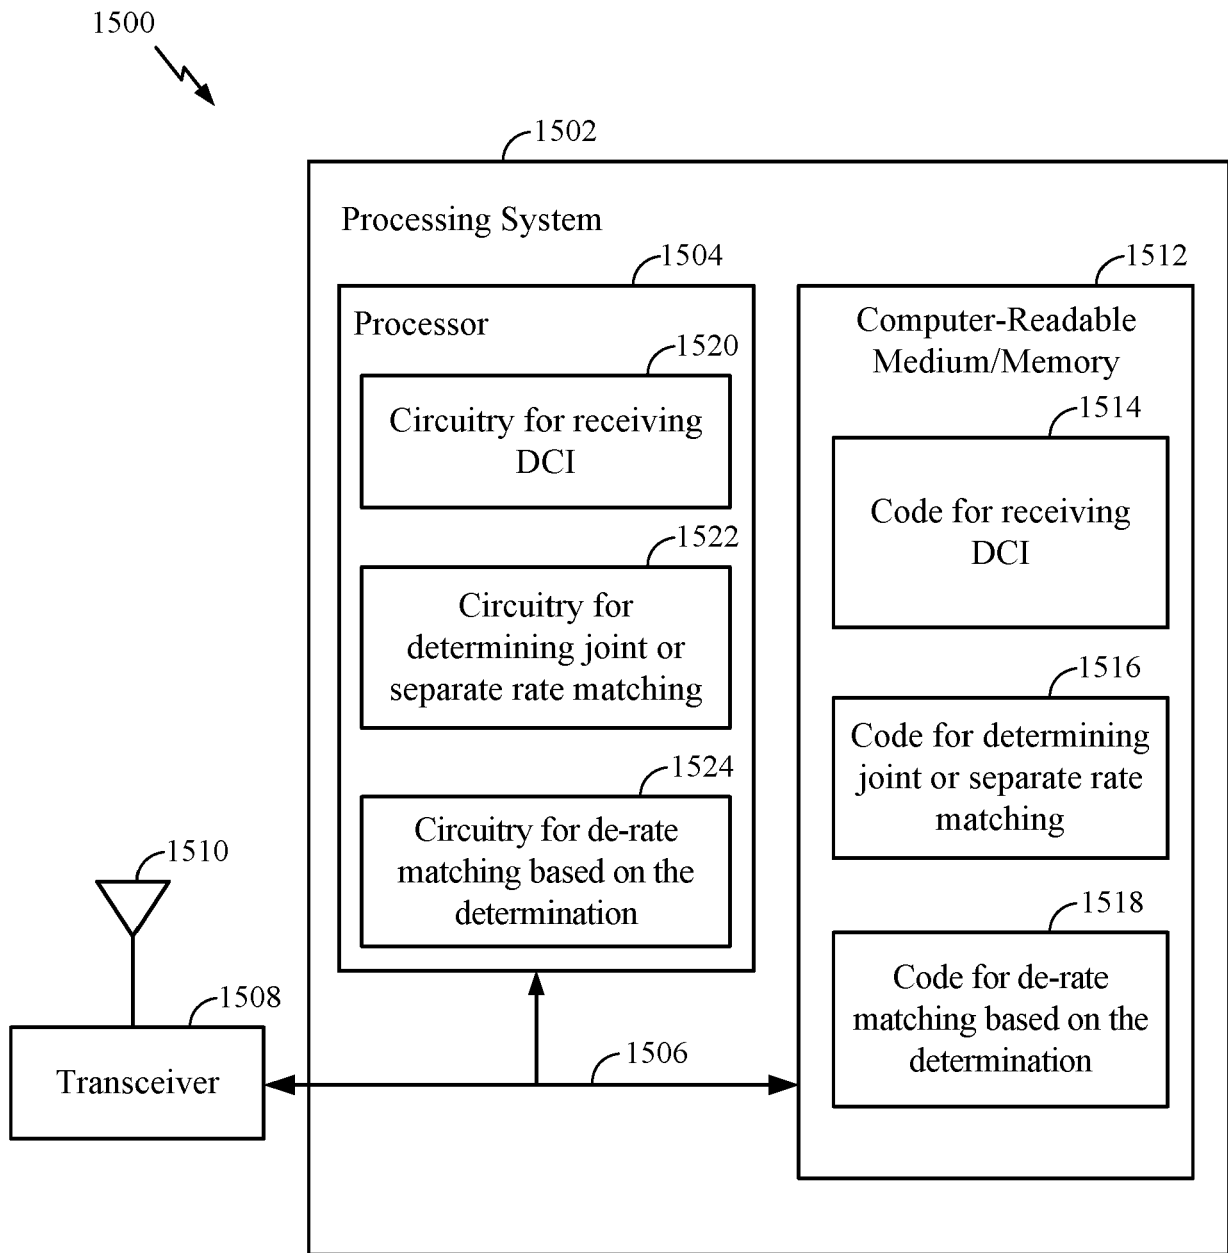 1500
1502
Processing System
1504
Processor
1520
Circuitry for receiving
DCI
1522
Circuitry for
determining joint or
separate rate matching
1524
Circuitry for de-rate
matching based on the
determination
1512
Computer-Readable
Medium/Memory
1514
Code for receiving
DCI
1516
Code for determining
joint or separate rate
matching
1518
Code for de-rate
matching based on the
determination
1510
1508
Transceiver
1506